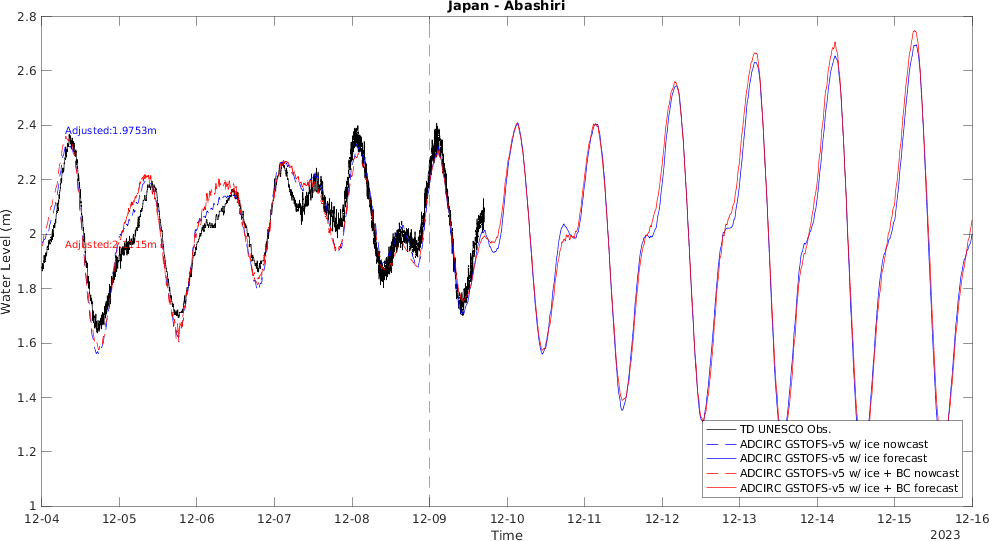 Japan - Abashiri
2.8
2.6
2.4
2.2
2
1.8
1.6
1.4
1.2
1
Water Level (m)
Adjusted:1.9753m
TD UNESCO Obs.
ADCIRC GSTOFS-v5 w/ ice nowcast
ADCIRC GSTOFS-v5 w/ ice forecast
ADCIRC GSTOFS-v5 w/ ice + BC nowcast
ADCIRC GSTOFS-v5 w/ ice + BC forecast
12-04 12-05 12-06 12-07 12-08 12-09 12-10 12-11 12-12 12-13 12-14 12-15 12-16
Time
2023